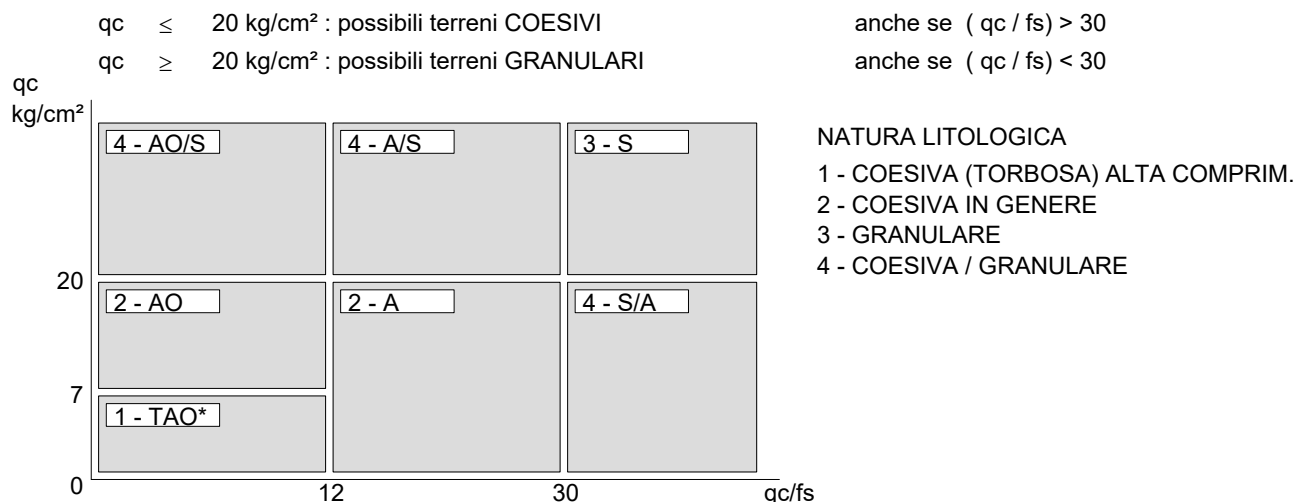 qc ≤ 20 kg/cm² : possibili terreni COESIVI anche se ( qc / fs) > 30
qc ≥ 20 kg/cm² : possibili terreni GRANULARI anche se ( qc / fs) < 30
qc
kg/cm²
4 - AO/S 4 - A/S 3 - S
NATURA LITOLOGICA
1 - COESIVA (TORBOSA) ALTA COMPRIM.
2 - COESIVA IN GENERE
3 - GRANULARE
4 - COESIVA / GRANULARE
20
2 - AO 2 - A 4 - S/A
7
1 - TAO*
0
12 30 qc/fs